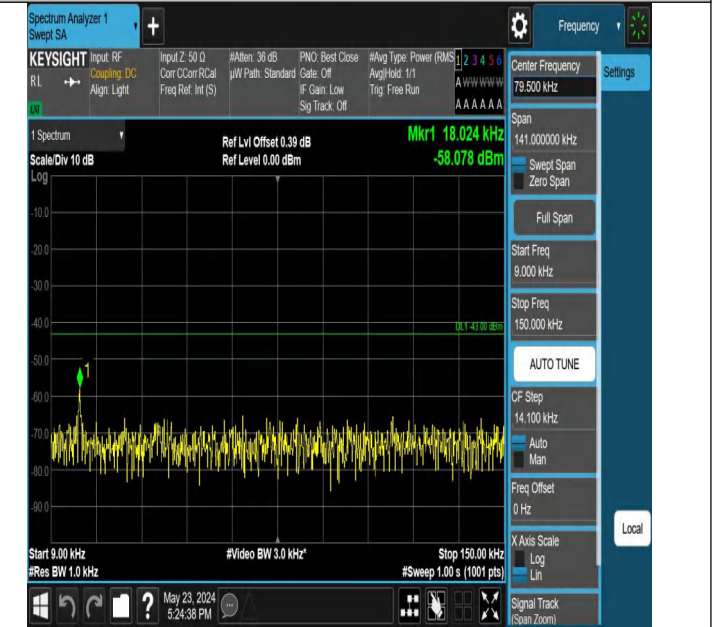 Spectrum Analyzer 1
Swept SA
+
Frequency
KEYSIGHT
RL
Input: RF
Coupling: DC
Align: Light
Input Z: 50 Ω
Corr CCorr RCal
Freq Ref: Int (S)
#Atten: 36 dB
µW Path: Standard
PNO: Best Close
Gate: Off
IF Gain: Low
Sig Track: Off
#Avg Type: Power (RMS
Avg|Hold: 1/1
Trig: Free Run
1 2 3 4 5 6
A W W W W W
A A A A A A
1 Spectrum
Scale/Div 10 dB
Log
Ref Lvl Offset 0.39 dB
Ref Level 0.00 dBm
Mkr1 18.024 kHz
-58.078 dBm
-10.0
-20.0
-30.0
-40.0
-50.0
-60.0
-70.0
-80.0
-90.0
DL1 -43.00 dBm
1
Start 9.00 kHz
#Res BW 1.0 kHz
#Video BW 3.0 kHz*
Stop 150.00 kHz
#Sweep 1.00 s (1001 pts)
May 23, 2024
5:24:38 PM
Center Frequency
79.500 kHz
Settings
Span
141.000000 kHz
Swept Span
Zero Span
Full Span
Start Freq
9.000 kHz
Stop Freq
150.000 kHz
AUTO TUNE
CF Step
14.100 kHz
Auto
Man
Freq Offset
0 Hz
X Axis Scale
Log
Lin
Signal Track
(Span Zoom)
Local